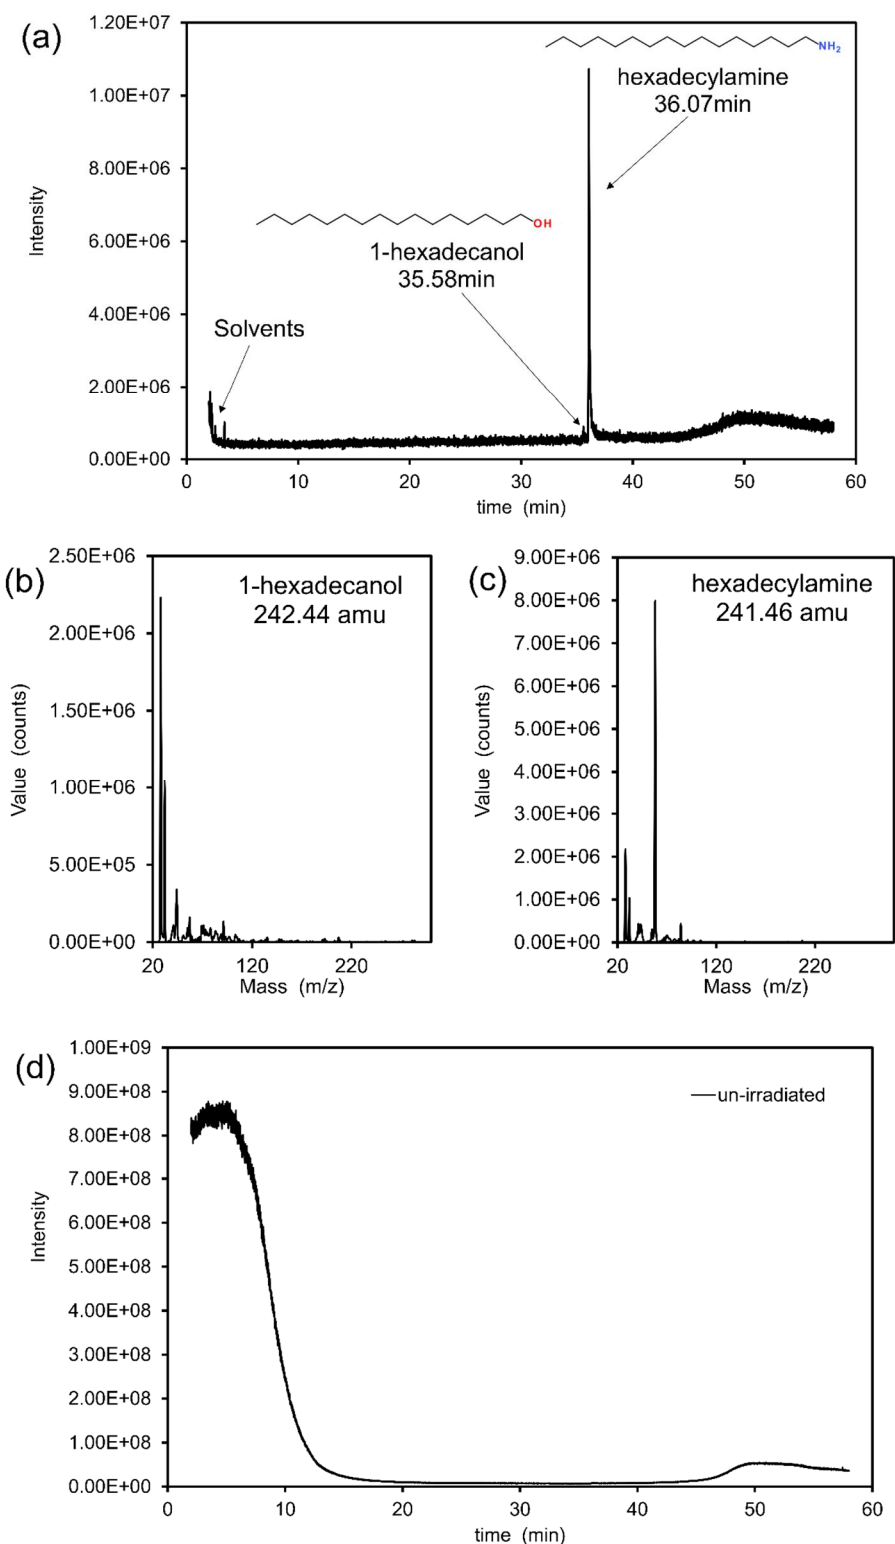 (a)
1.20E+07
1.00E+07
8.00E+06
6.00E+06
4.00E+06
2.00E+06
0.00E+00
Intensity
NH2
hexadecylamine
36.07min
OH
1-hexadecanol
35.58min
Solvents
0 10 20 30 40 50 60
time (min)
(b)
2.50E+06
2.00E+06
1.50E+06
1.00E+06
5.00E+05
0.00E+00
Value (counts)
1-hexadecanol
242.44 amu
20 120 220
Mass (m/z)
(c)
9.00E+06
8.00E+06
7.00E+06
6.00E+06
5.00E+06
4.00E+06
3.00E+06
2.00E+06
1.00E+06
0.00E+00
Value (counts)
hexadecylamine
241.46 amu
20 120 220
Mass (m/z)
(d)
1.00E+09
9.00E+08
8.00E+08
7.00E+08
6.00E+08
5.00E+08
4.00E+08
3.00E+08
2.00E+08
1.00E+08
0.00E+00
Intensity
un-irradiated
0 10 20 30 40 50 60
time (min)